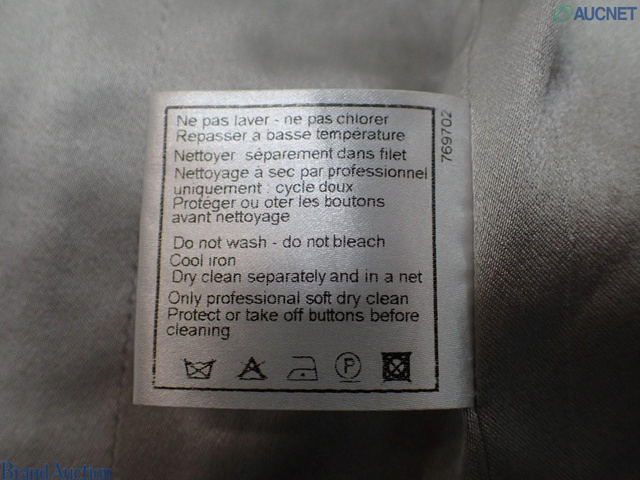 AUCNET
Ne pas laver - ne pas chlorer
Repasser à basse température
Nettoyer séparement dans filet
Nettoyage à sec par professionnel
uniquement : cycle doux
Protéger ou oter les boutons
avant nettoyage
Do not wash - do not bleach
Cool iron
Dry clean separately and in a net
Only professional soft dry clean
Protect or take off buttons before
cleaning
P
769702
Brand Auction